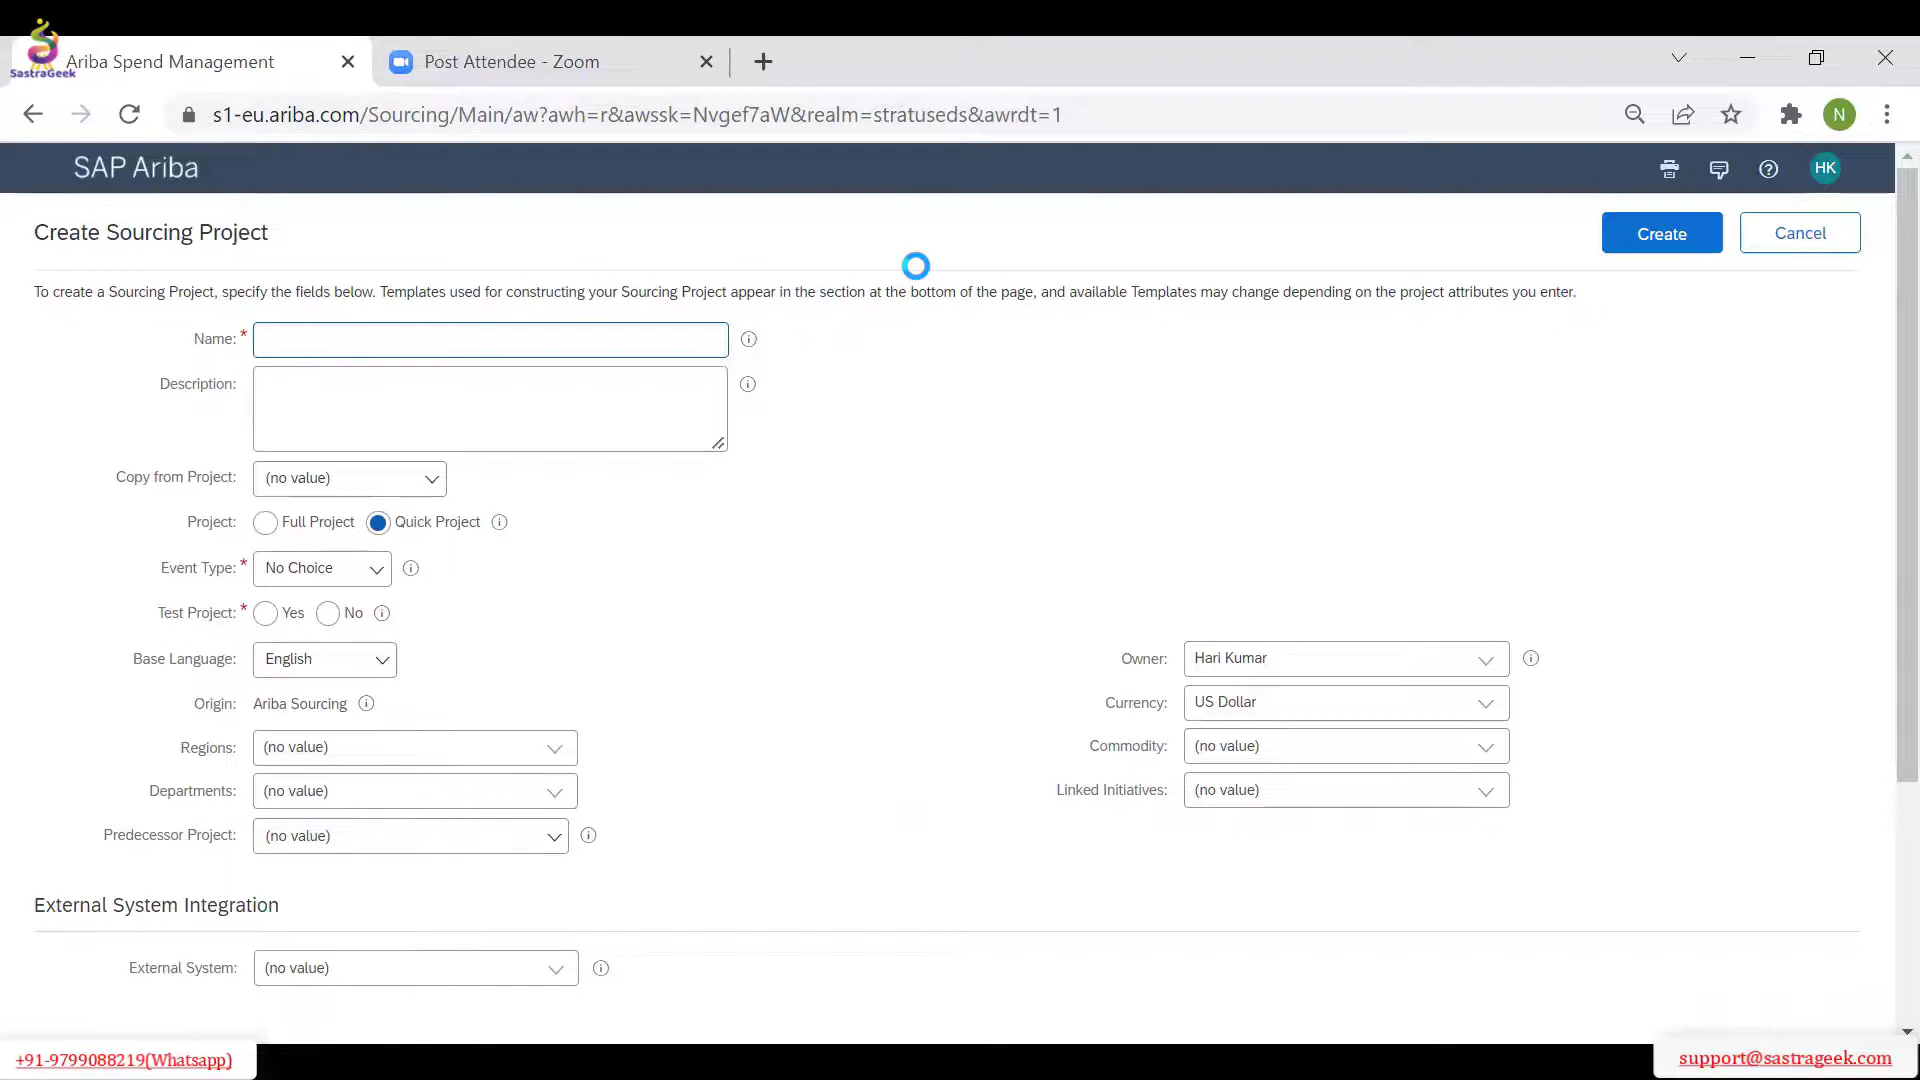 Ariba Spend Management
Post Attendee - Zoom
SastraGeek
s1-eu.ariba.com/Sourcing/Main/aw?awh=r&awssk=Nvgef7aW&realm=stratuseds&awrdt=1
N
SAP Ariba
HK
Create Sourcing Project
Create
Cancel
To create a Sourcing Project, specify the fields below. Templates used for constructing your Sourcing Project appear in the section at the bottom of the page, and available Templates may change depending on the project attributes you enter.
Name: *
Description:
Copy from Project: (no value)
Project: Full Project Quick Project
Event Type: * No Choice
Test Project: * Yes No
Base Language: English
Owner: Hari Kumar
Origin: Ariba Sourcing
Currency: US Dollar
Regions: (no value)
Commodity: (no value)
Departments: (no value)
Linked Initiatives: (no value)
Predecessor Project: (no value)
External System Integration
External System: (no value)
+91-9799088219(Whatsapp)
support@sastrageek.com